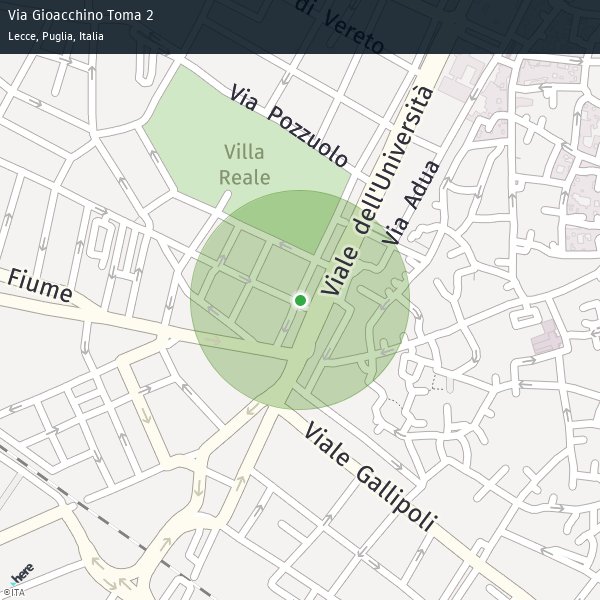 Via Gioacchino Toma 2
Lecce, Puglia, Italia
di Vereto
Via Pozzuolo
Viale dell'Università
Villa
Reale
Via Adua
Fiume
Viale Gallipoli
here
©ITA